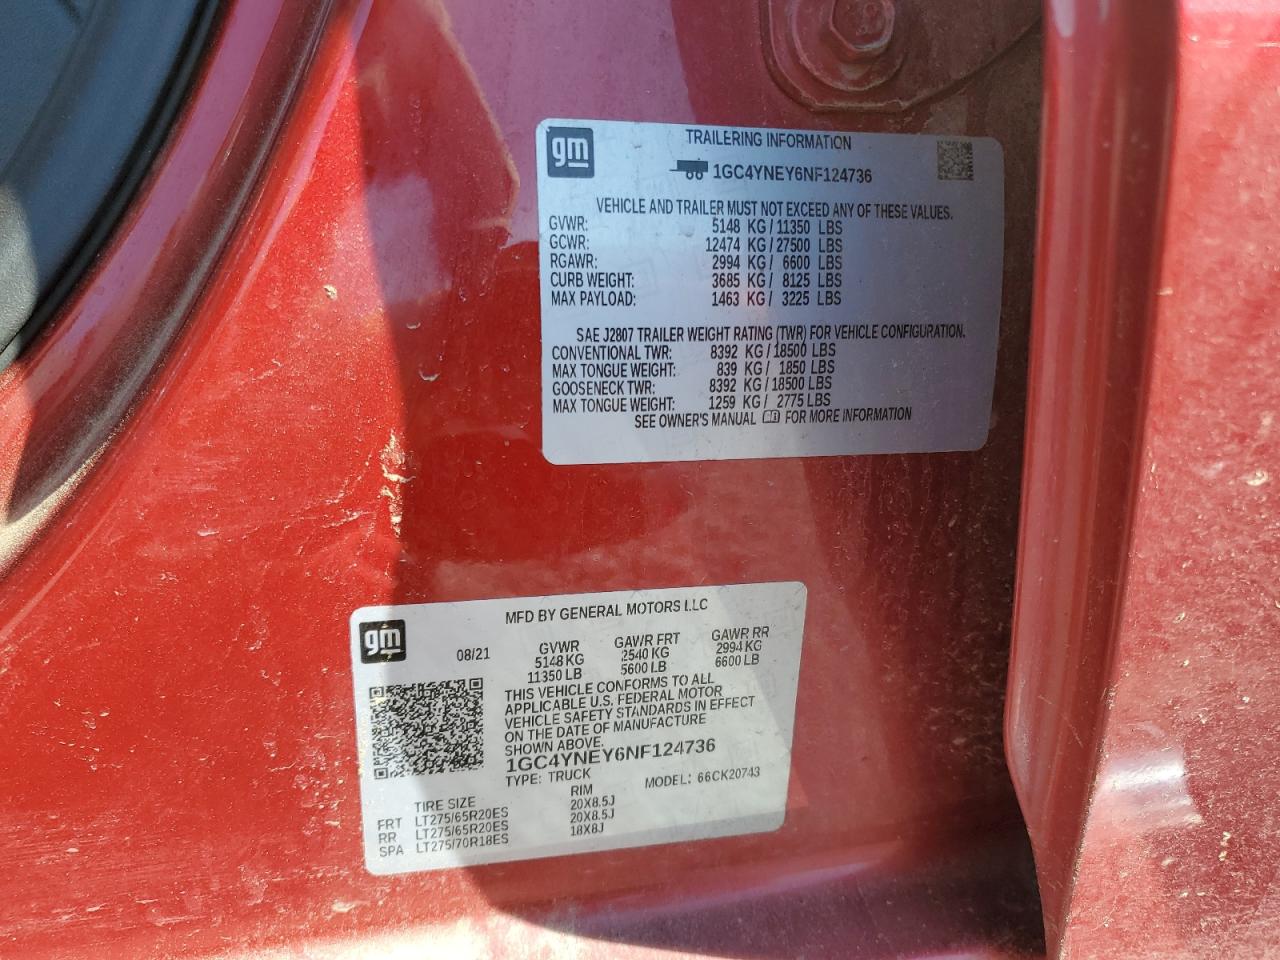 gm
TRAILERING INFORMATION
1GC4YNEY6NF124736
VEHICLE AND TRAILER MUST NOT EXCEED ANY OF THESE VALUES.
GVWR: 5148 KG / 11350 LBS
GCWR: 12474 KG / 27500 LBS
RGAWR: 2994 KG / 6600 LBS
CURB WEIGHT: 3685 KG / 8125 LBS
MAX PAYLOAD: 1463 KG / 3225 LBS
SAE J2807 TRAILER WEIGHT RATING (TWR) FOR VEHICLE CONFIGURATION.
CONVENTIONAL TWR: 8392 KG / 18500 LBS
MAX TONGUE WEIGHT: 839 KG / 1850 LBS
GOOSENECK TWR: 8392 KG / 18500 LBS
MAX TONGUE WEIGHT: 1259 KG / 2775 LBS
SEE OWNER'S MANUAL FOR MORE INFORMATION
MFD BY GENERAL MOTORS LLC
gm
08/21
GVWR GAWR FRT GAWR RR
5148 KG 2540 KG 2994 KG
11350 LB 5600 LB 6600 LB
THIS VEHICLE CONFORMS TO ALL
APPLICABLE U.S. FEDERAL MOTOR
VEHICLE SAFETY STANDARDS IN EFFECT
ON THE DATE OF MANUFACTURE
SHOWN ABOVE.
1GC4YNEY6NF124736
TYPE: TRUCK MODEL: 66CK20743
TIRE SIZE RIM
FRT LT275/65R20ES 20X8.5J
RR LT275/65R20ES 20X8.5J
SPA LT275/70R18ES 18X8J